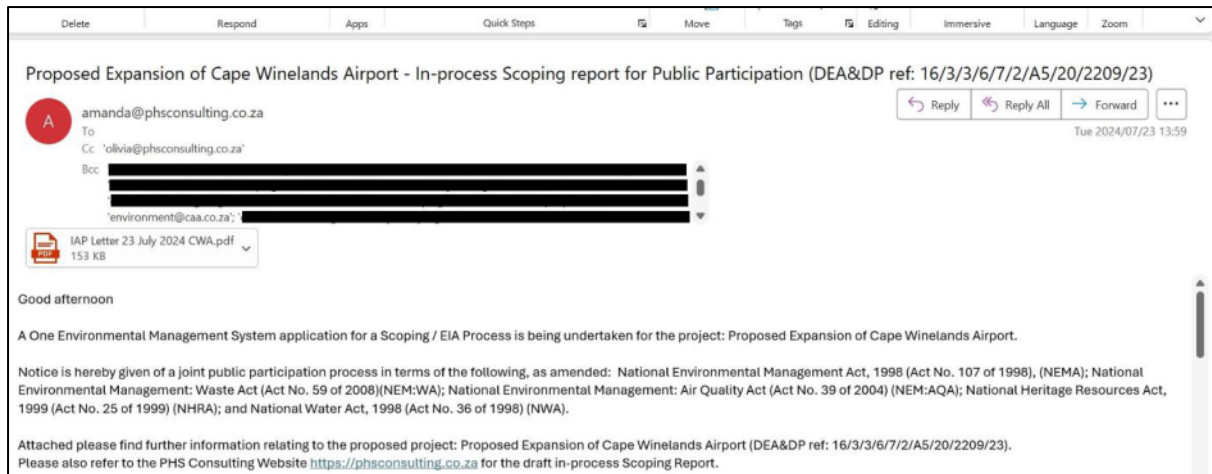 Delete Respond Apps Quick Steps Move Tags Editing Immersive Language Zoom
Proposed Expansion of Cape Winelands Airport - In-process Scoping report for Public Participation (DEA&DP ref: 16/3/3/6/7/2/A5/20/2209/23)
A
amanda@phsconsulting.co.za
Reply Reply All Forward
To
Tue 2024/07/23 13:59
Cc 'olivia@phsconsulting.co.za'
Bcc
'environment@caa.co.za';
IAP Letter 23 July 2024 CWA.pdf
PDF
153 KB
Good afternoon
A One Environmental Management System application for a Scoping / EIA Process is being undertaken for the project: Proposed Expansion of Cape Winelands Airport.
Notice is hereby given of a joint public participation process in terms of the following, as amended: National Environmental Management Act, 1998 (Act No. 107 of 1998), (NEMA); National
Environmental Management: Waste Act (Act No. 59 of 2008)(NEM:WA); National Environmental Management: Air Quality Act (Act No. 39 of 2004) (NEM:AQA); National Heritage Resources Act,
1999 (Act No. 25 of 1999) (NHRA); and National Water Act, 1998 (Act No. 36 of 1998) (NWA).
Attached please find further information relating to the proposed project: Proposed Expansion of Cape Winelands Airport (DEA&DP ref: 16/3/3/6/7/2/A5/20/2209/23).
Please also refer to the PHS Consulting Website https://phsconsulting.co.za for the draft in-process Scoping Report.